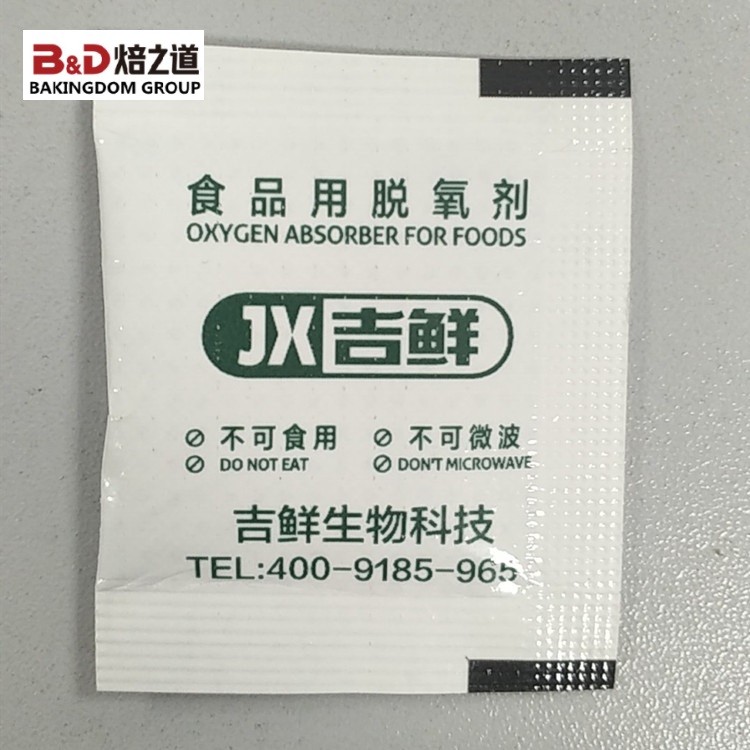 B&D焙之道
BAKINGDOM GROUP
食品用脱氧剂
OXYGEN ABSORBER FOR FOODS
JX吉鲜
不可食用 不可微波
DO NOT EAT DON'T MICROWAVE
吉鲜生物科技
TEL:400-9185-965